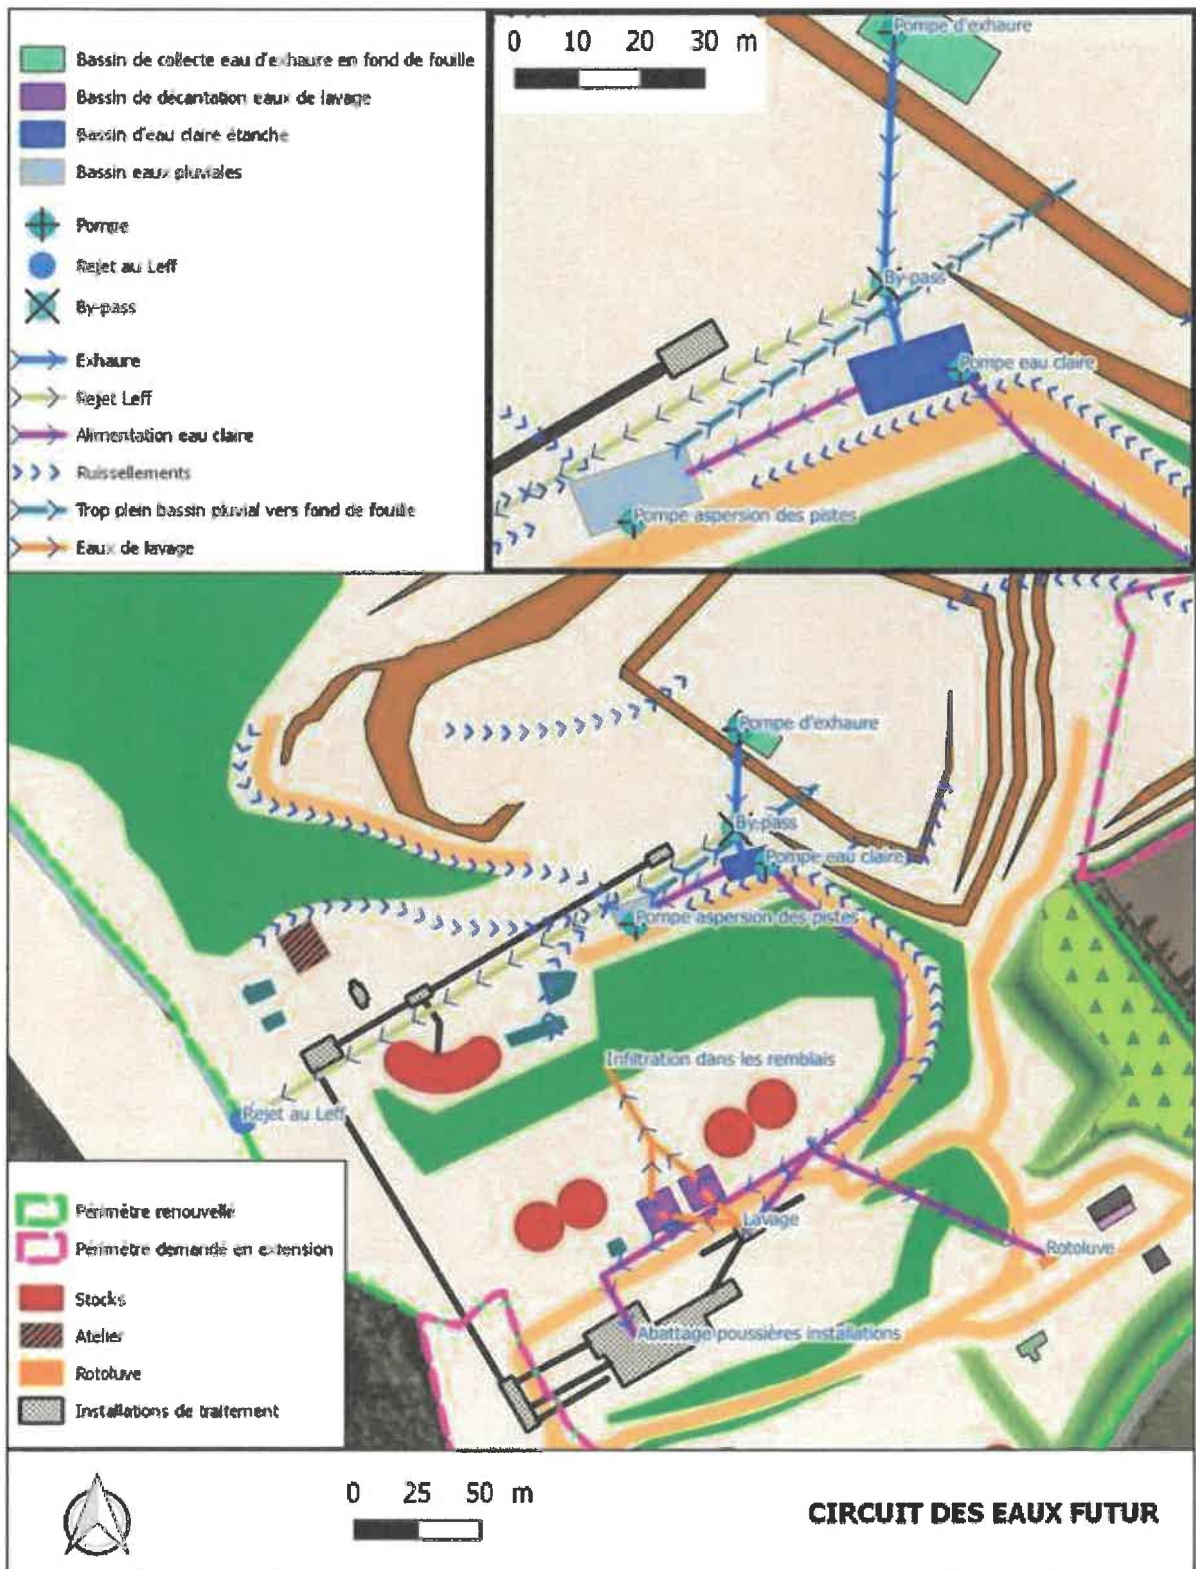 Bassin de collecte eau d'exhaure en fond de fouille
Bassin de décantation eaux de lavage
Bassin d'eau claire étanche
Bassin eaux pluviales
Pompe
Rejet au Leff
By-pass
Exhaure
Rejet Leff
Alimentation eau claire
Ruissellements
Trop plein bassin pluvial vers fond de fouille
Eaux de lavage
0 10 20 30 m
Pompe d'exhaure
By-pass
Pompe eau claire
Pompe aspersion des pistes
Pompe d'exhaure
By-pass
Pompe eau claire
Pompe aspersion des pistes
Infiltration dans les remblais
Rejet au Leff
Lavage
Rotoluve
Abattage poussières installations
Périmètre renouvellé
Périmètre demandé en extension
Stocks
Atelier
Rotoluve
Installations de traitement
0 25 50 m
CIRCUIT DES EAUX FUTUR